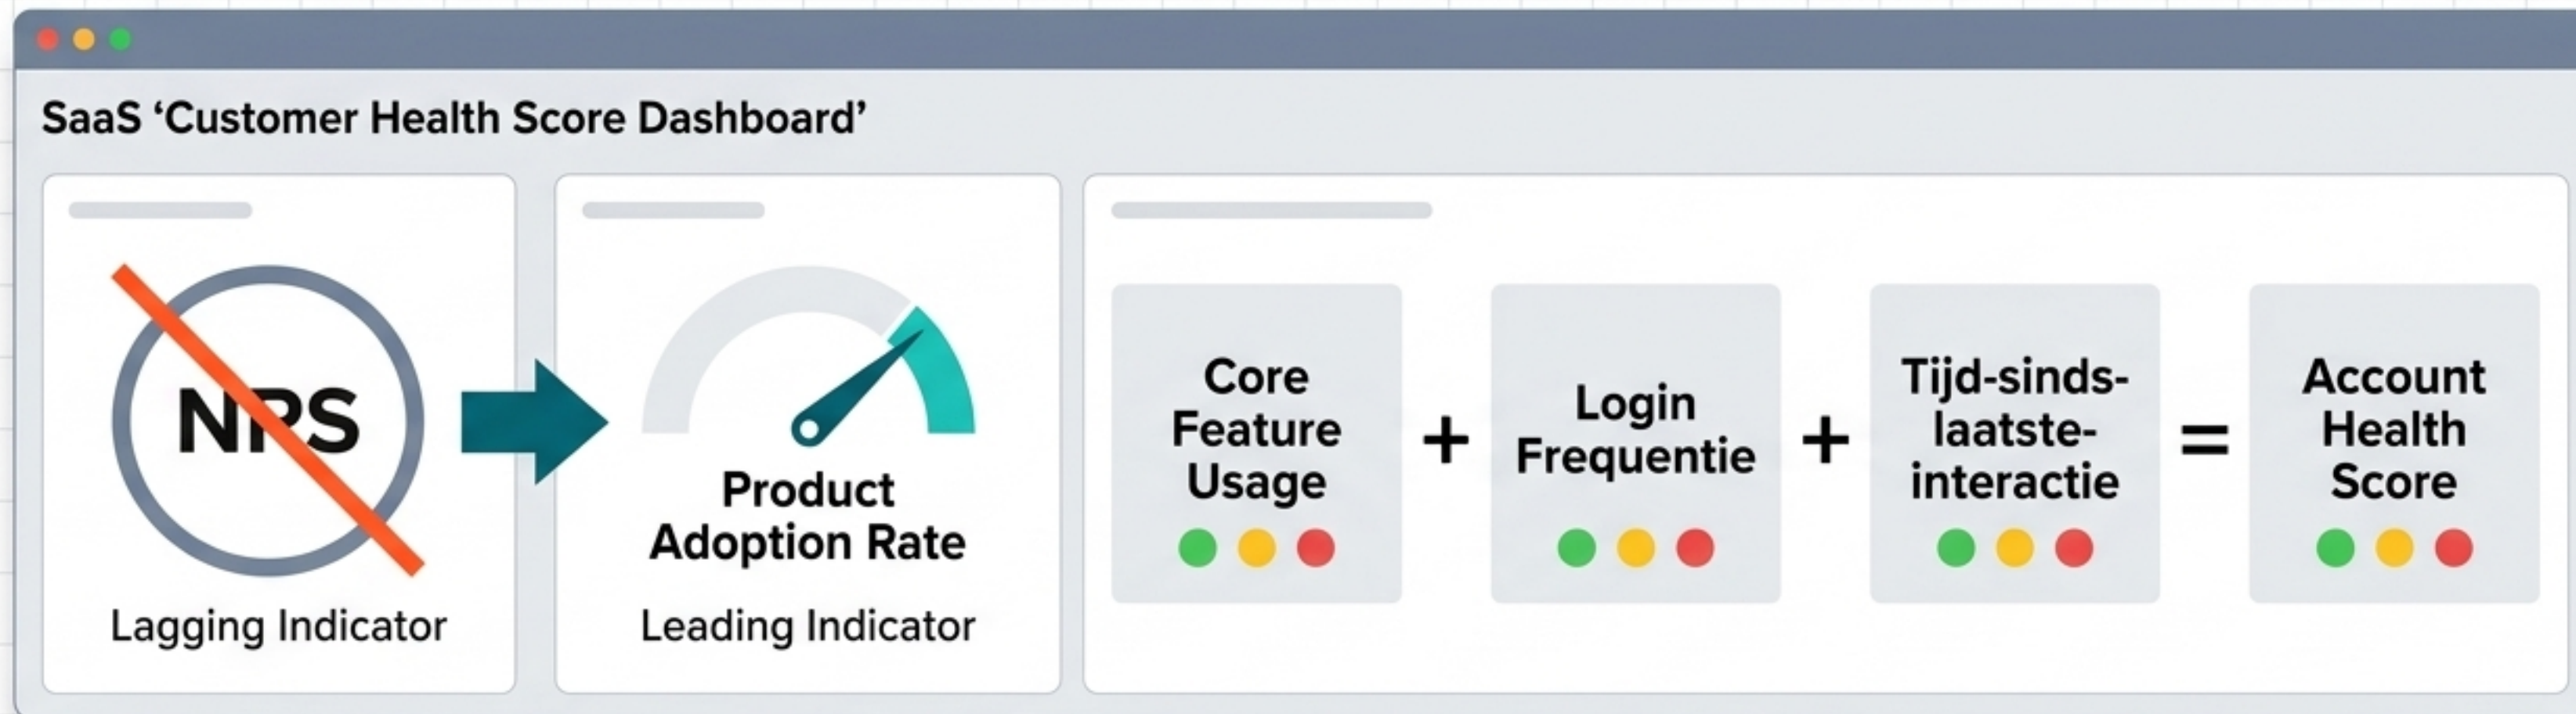 SaaS ‘Customer Health Score Dashboard’
NPS
Lagging Indicator
Product
Adoption Rate
Leading Indicator
Core
Feature
Usage
+
Login
Frequentie
+
Tijd-sinds-
laatste-
interactie
=
Account
Health
Score